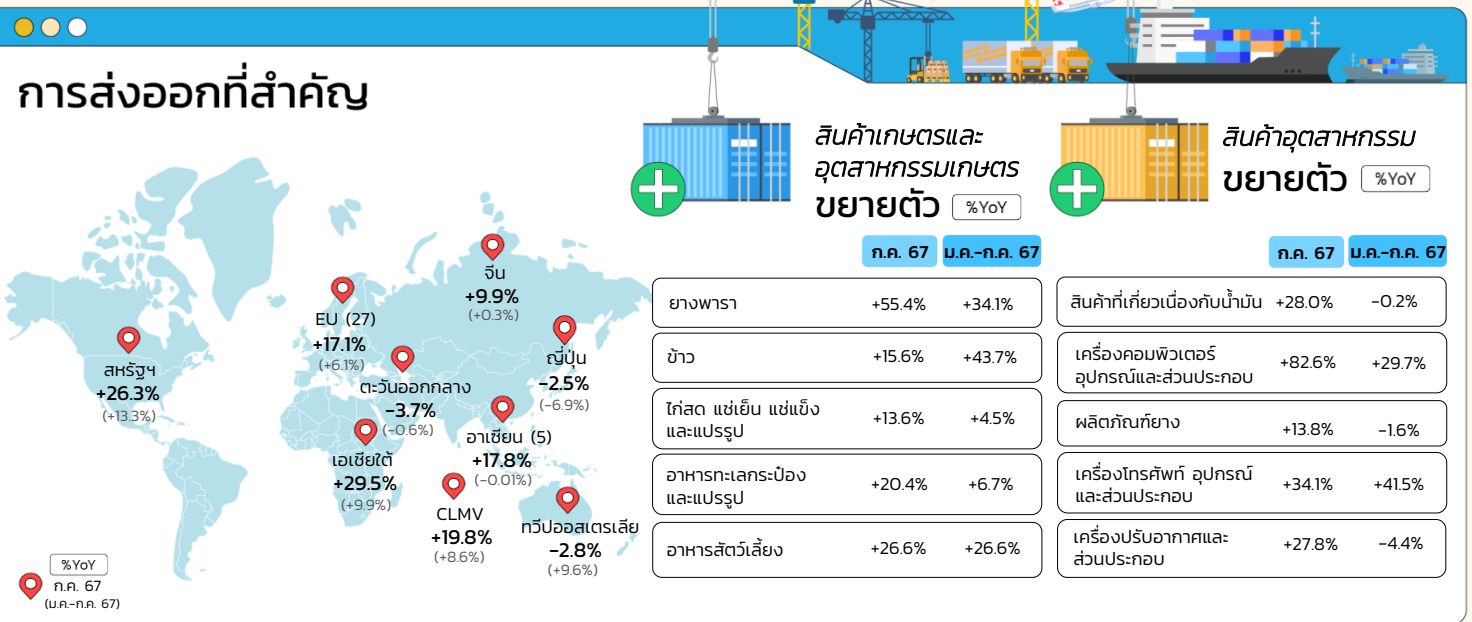 การส่งออกที่สำคัญ
จีน
+9.9%
(+0.3%)
EU (27)
+17.1%
(+6.1%)
ญี่ปุ่น
-2.5%
(-6.9%)
สหรัฐฯ
+26.3%
(+13.3%)
ตะวันออกกลาง
-3.7%
(-0.6%)
อาเซียน (5)
+17.8%
(-0.01%)
เอเชียใต้
+29.5%
(+9.9%)
CLMV
+19.8%
(+8.6%)
ทวีปออสเตรเลีย
-2.8%
(+9.6%)
%YoY
ก.ค. 67
(ม.ค.-ก.ค. 67)
สินค้าเกษตรและ
อุตสาหกรรมเกษตร
ขยายตัว %YoY
ก.ค. 67 ม.ค.-ก.ค. 67
ยางพารา +55.4% +34.1%
ข้าว +15.6% +43.7%
ไก่สด แช่เย็น แช่แข็ง
และแปรรูป +13.6% +4.5%
อาหารทะเลกระป๋อง
และแปรรูป +20.4% +6.7%
อาหารสัตว์เลี้ยง +26.6% +26.6%
สินค้าอุตสาหกรรม
ขยายตัว %YoY
ก.ค. 67 ม.ค.-ก.ค. 67
สินค้าที่เกี่ยวเนื่องกับน้ำมัน +28.0% -0.2%
เครื่องคอมพิวเตอร์
อุปกรณ์และส่วนประกอบ +82.6% +29.7%
ผลิตภัณฑ์ยาง +13.8% -1.6%
เครื่องโทรศัพท์ อุปกรณ์
และส่วนประกอบ +34.1% +41.5%
เครื่องปรับอากาศและ
ส่วนประกอบ +27.8% -4.4%